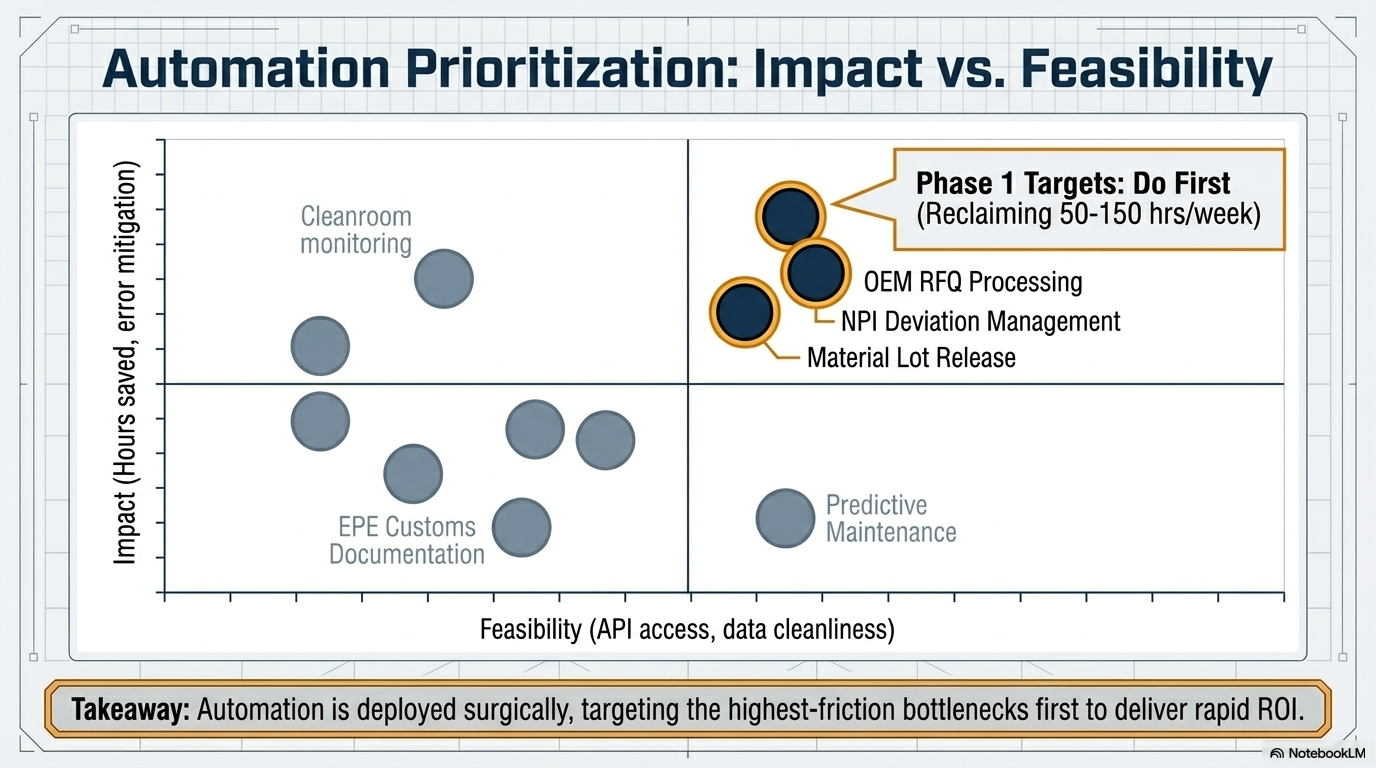 Automation Prioritization: Impact vs. Feasibility
Impact (Hours saved, error mitigation)
Cleanroom
monitoring
Phase 1 Targets: Do First
(Reclaiming 50-150 hrs/week)
OEM RFQ Processing
NPI Deviation Management
Material Lot Release
EPE Customs
Documentation
Predictive
Maintenance
Feasibility (API access, data cleanliness)
Takeaway: Automation is deployed surgically, targeting the highest-friction bottlenecks first to deliver rapid ROI.
NotebookLM